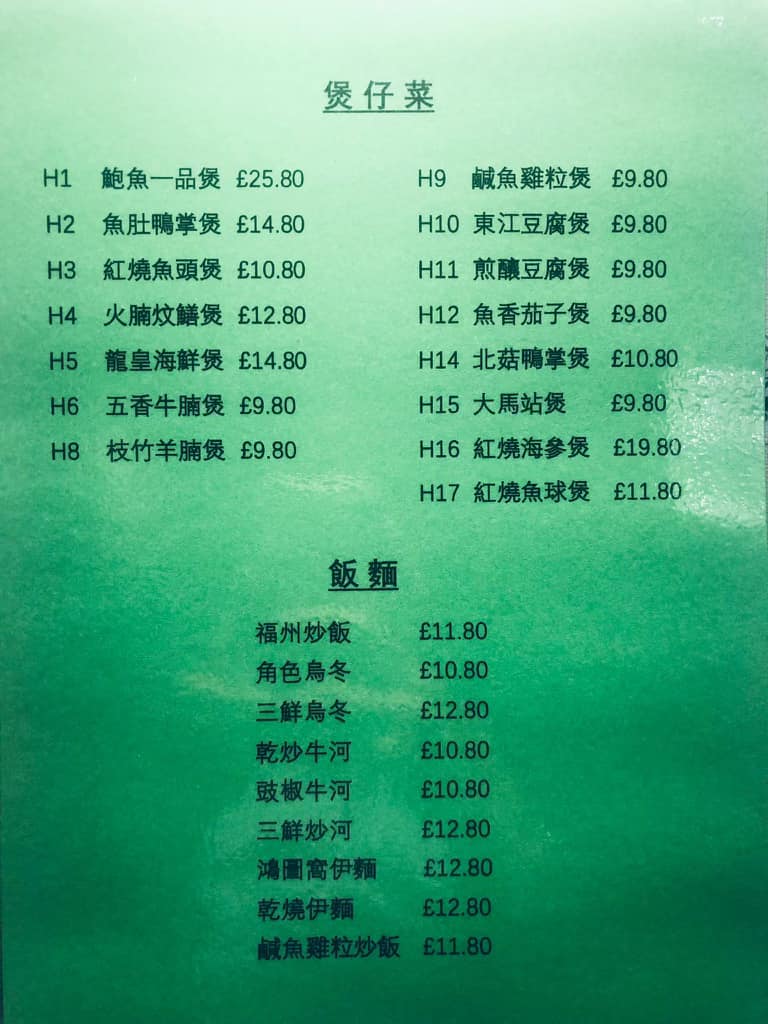 煲仔菜
H1 鮑魚一品煲 £25.80
H2 魚肚鴨掌煲 £14.80
H3 紅燒魚頭煲 £10.80
H4 火腩炆鱔煲 £12.80
H5 龍皇海鮮煲 £14.80
H6 五香牛腩煲 £9.80
H8 枝竹羊腩煲 £9.80
H9 鹹魚雞粒煲 £9.80
H10 東江豆腐煲 £9.80
H11 煎釀豆腐煲 £9.80
H12 魚香茄子煲 £9.80
H14 北菇鴨掌煲 £10.80
H15 大馬站煲 £9.80
H16 紅燒海參煲 £19.80
H17 紅燒魚球煲 £11.80
飯麵
福州炒飯 £11.80
角色烏冬 £10.80
三鮮烏冬 £12.80
乾炒牛河 £10.80
豉椒牛河 £10.80
三鮮炒河 £12.80
鴻圖窩伊麵 £12.80
乾燒伊麵 £12.80
鹹魚雞粒炒飯 £11.80